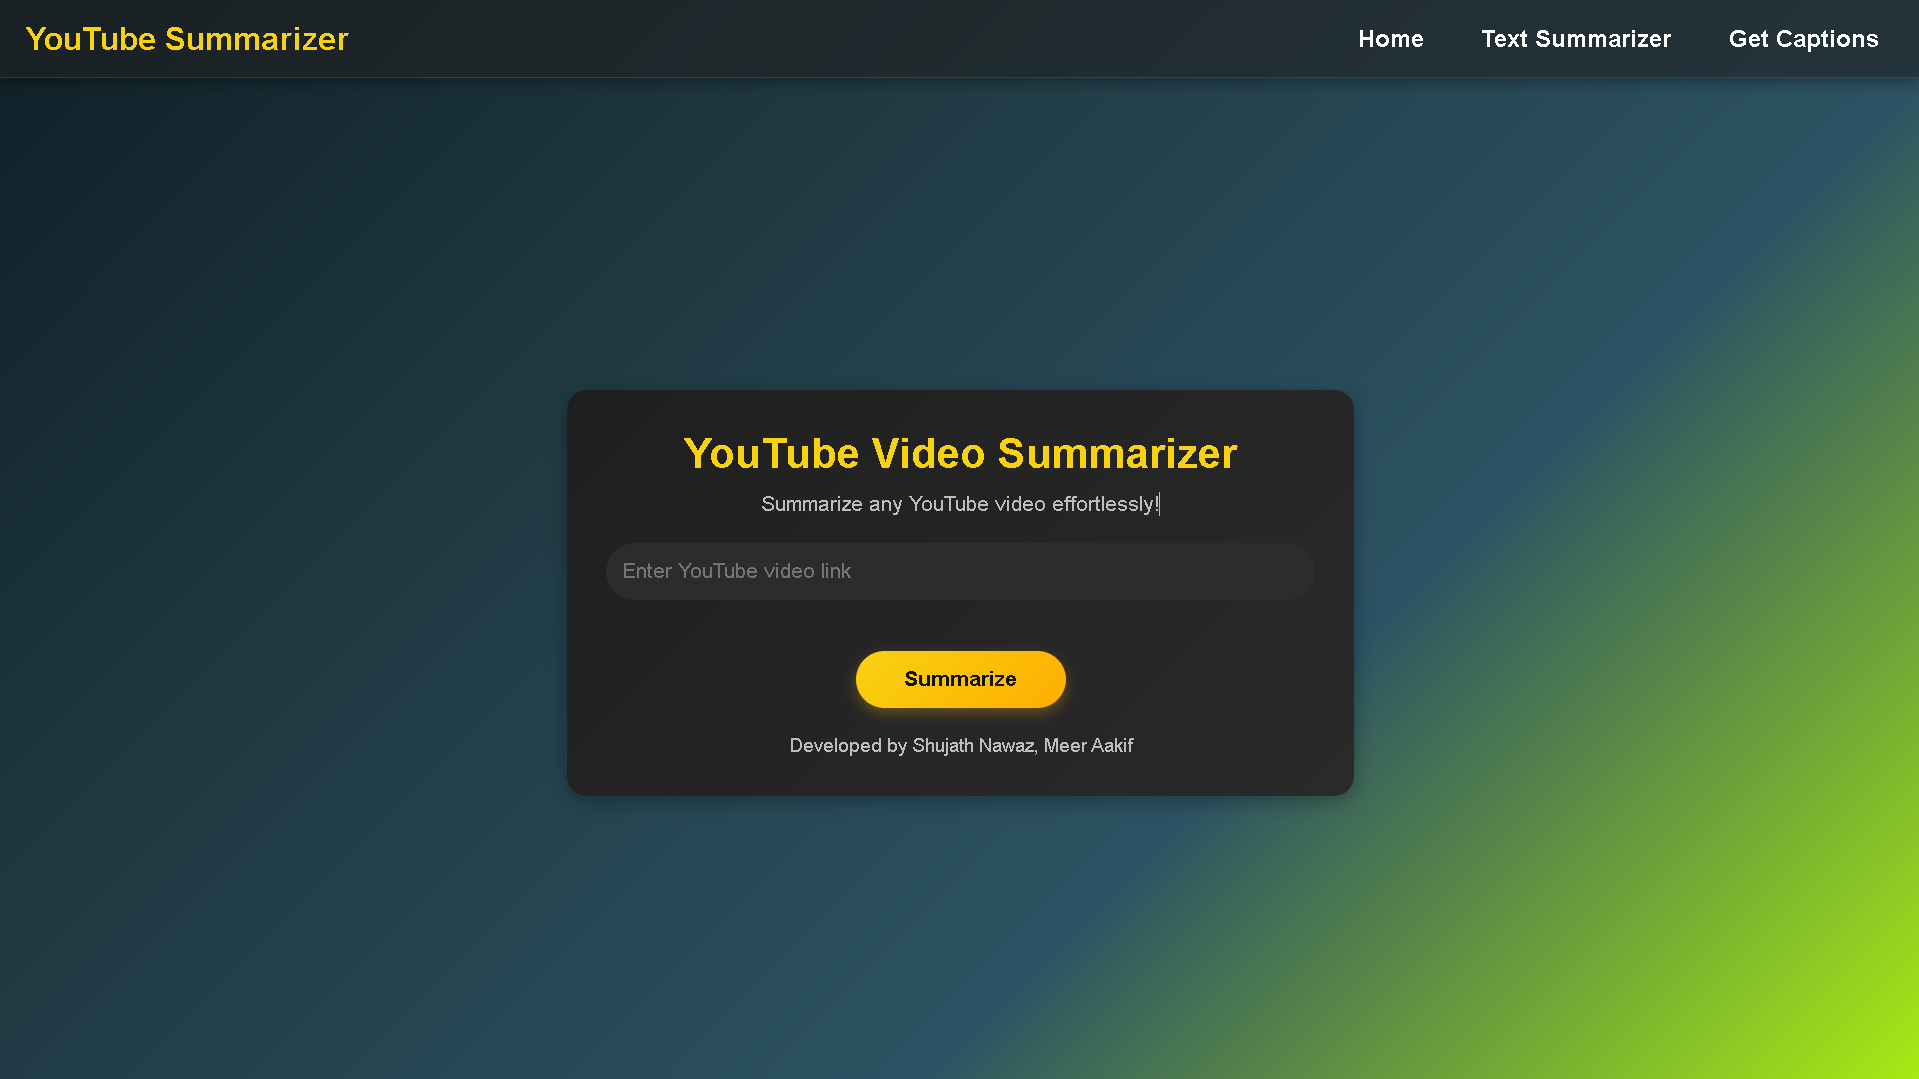 YouTube Summarizer
Home
Text Summarizer
Get Captions
YouTube Video Summarizer
Summarize any YouTube video effortlessly!
Enter YouTube video link
Summarize
Developed by Shujath Nawaz, Meer Aakif